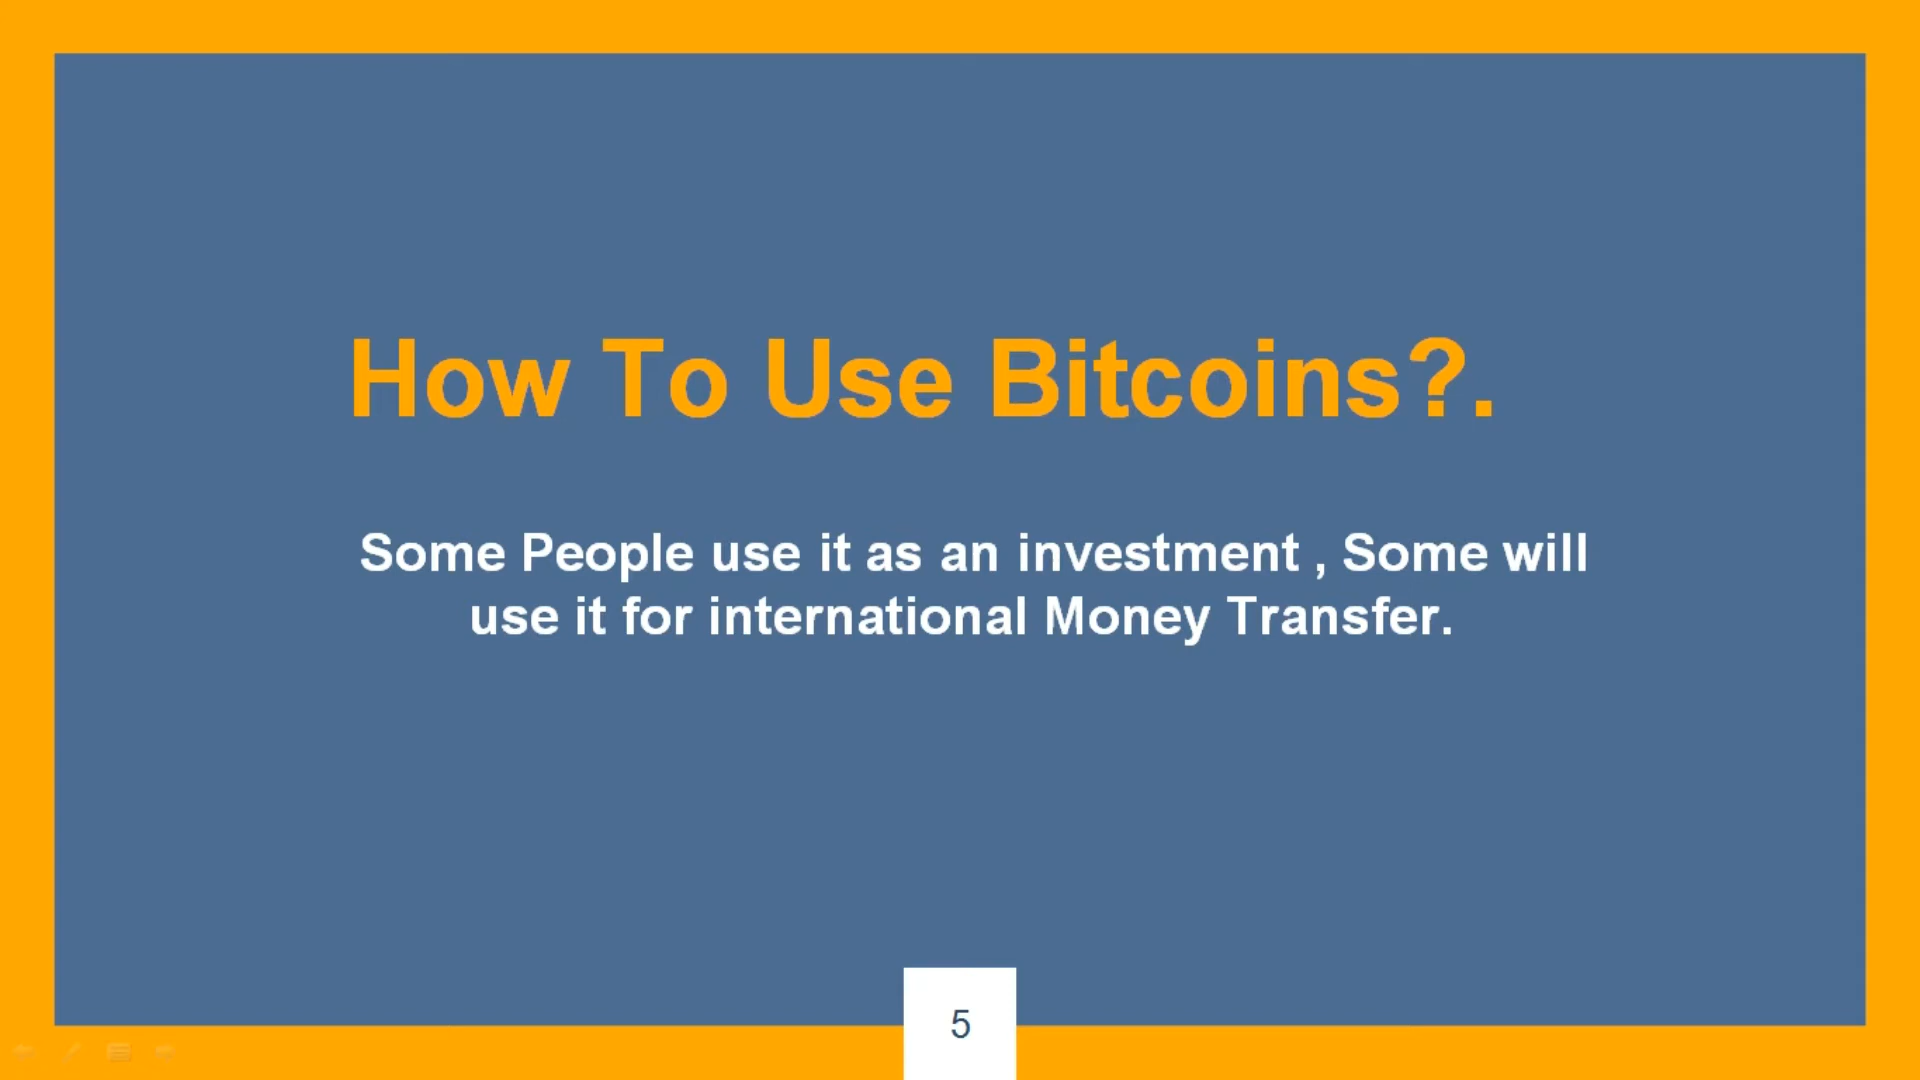 How To Use Bitcoins?.
Some People use it as an investment , Some will
use it for international Money Transfer.
5